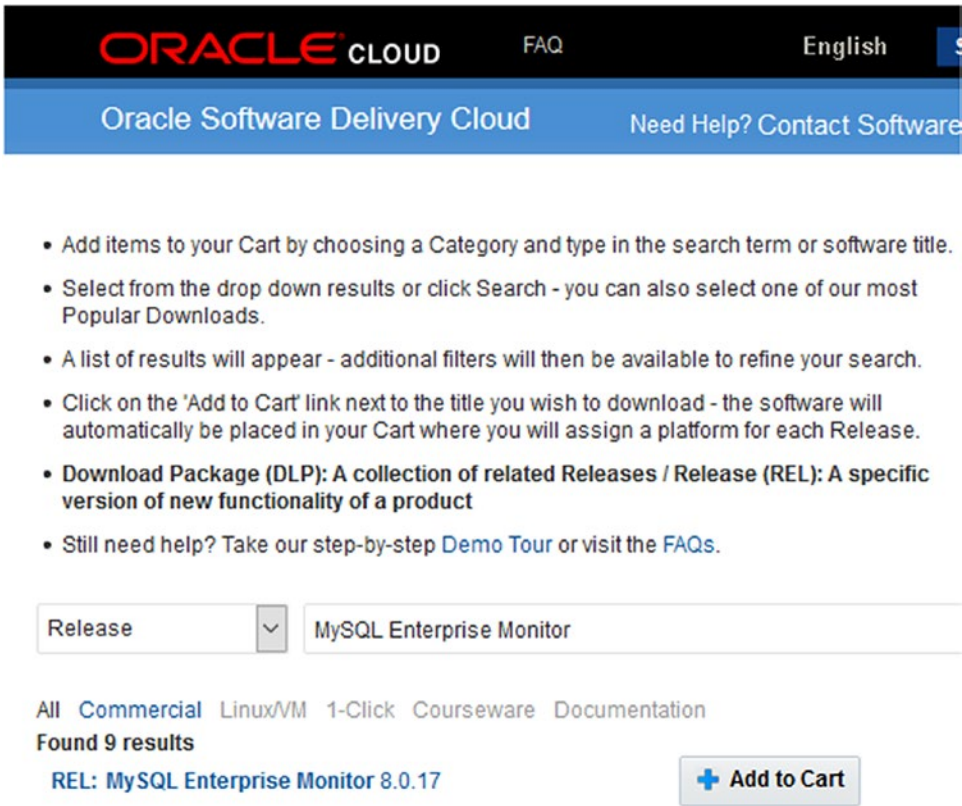 ORACLE CLOUD FAQ English
Oracle Software Delivery Cloud Need Help? Contact Software
• Add items to your Cart by choosing a Category and type in the search term or software title.
• Select from the drop down results or click Search - you can also select one of our most
Popular Downloads.
• A list of results will appear - additional filters will then be available to refine your search.
• Click on the 'Add to Cart' link next to the title you wish to download - the software will
automatically be placed in your Cart where you will assign a platform for each Release.
• Download Package (DLP): A collection of related Releases / Release (REL): A specific
version of new functionality of a product
• Still need help? Take our step-by-step Demo Tour or visit the FAQs.
Release MySQL Enterprise Monitor
All Commercial Linux/VM 1-Click Courseware Documentation
Found 9 results
REL: MySQL Enterprise Monitor 8.0.17 Add to Cart